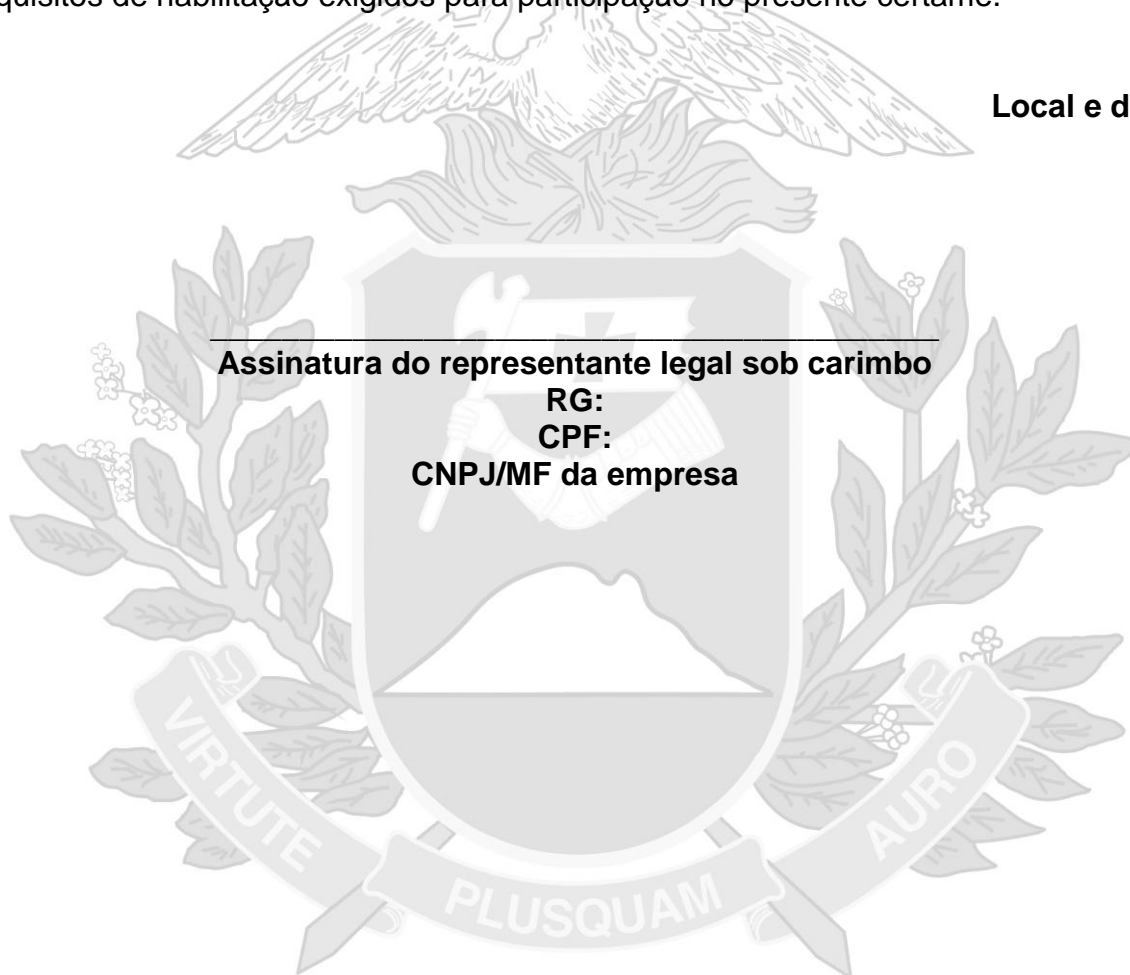 quisitos de habilitação exigidos para participação no presente certame.
Local e d
Assinatura do representante legal sob carimbo
RG:
CPF:
CNPJ/MF da empresa
VIRTUTE
PLUSQUAM
AURO